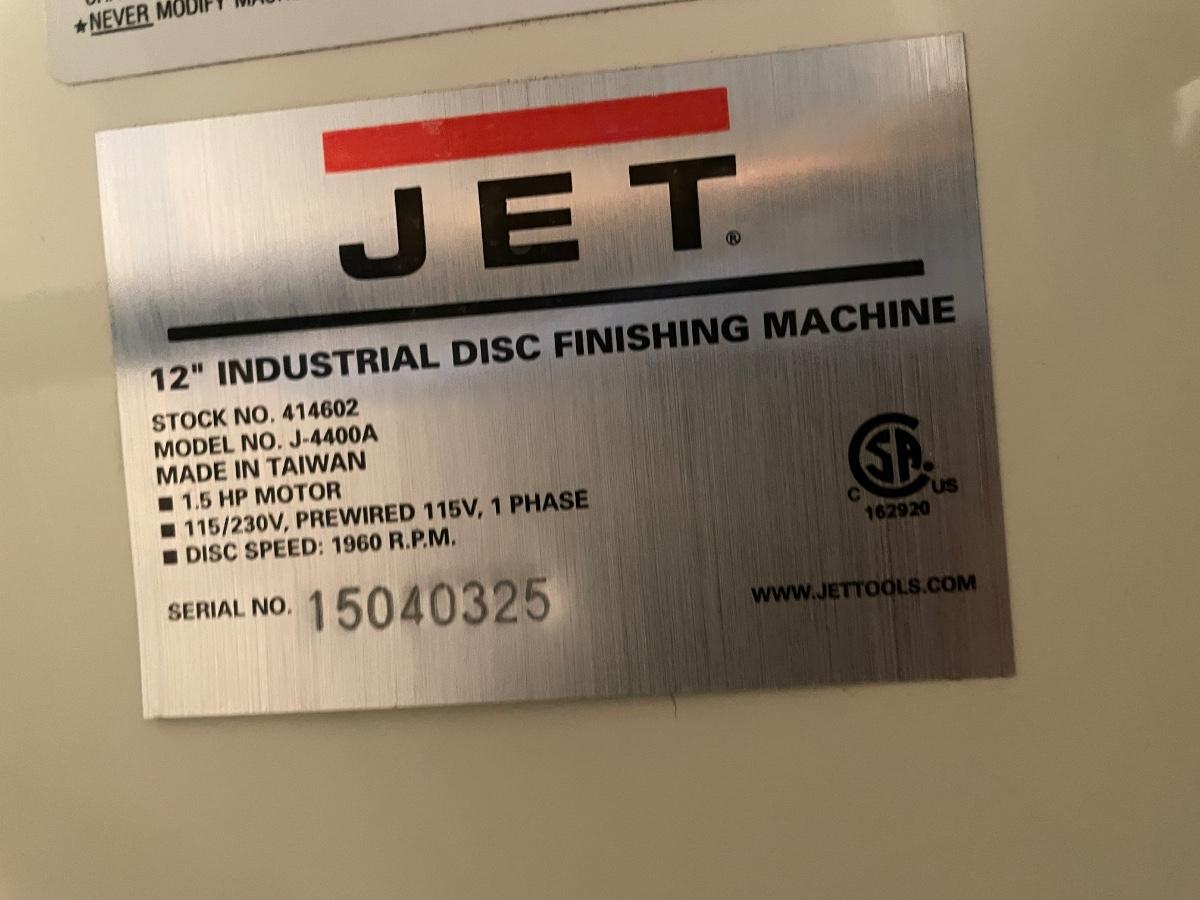 ★NEVER MODIFY
JET®
12" INDUSTRIAL DISC FINISHING MACHINE
STOCK NO. 414602
MODEL NO. J-4400A
MADE IN TAIWAN
■ 1.5 HP MOTOR
■ 115/230V, PREWIRED 115V, 1 PHASE
■ DISC SPEED: 1960 R.P.M.
SERIAL NO. 15040325
SA®
C US
162920
WWW.JETTOOLS.COM